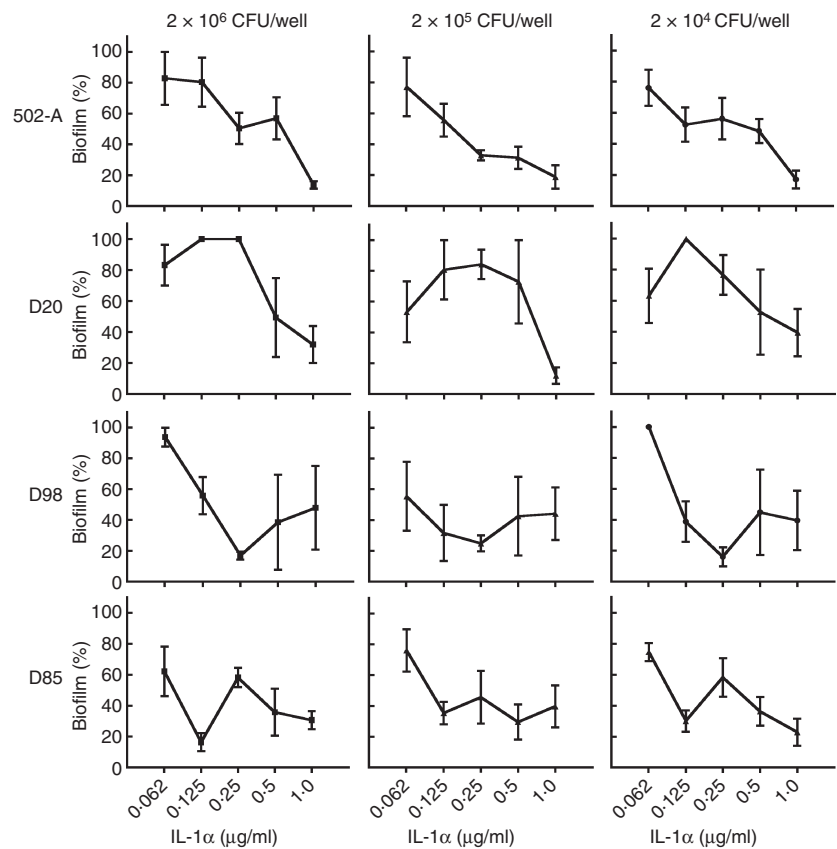 2 × 10⁶ CFU/well 2 × 10⁵ CFU/well 2 × 10⁴ CFU/well
502-A
Biofilm (%)
100
80
60
40
20
0
D20
Biofilm (%)
100
80
60
40
20
0
D98
Biofilm (%)
100
80
60
40
20
0
D85
Biofilm (%)
100
80
60
40
20
0
0·062 0·125 0·25 0·5 1.0 0·062 0·125 0·25 0·5 1.0 0·062 0·125 0·25 0·5 1.0
IL-1α (μg/ml) IL-1α (μg/ml) IL-1α (μg/ml)